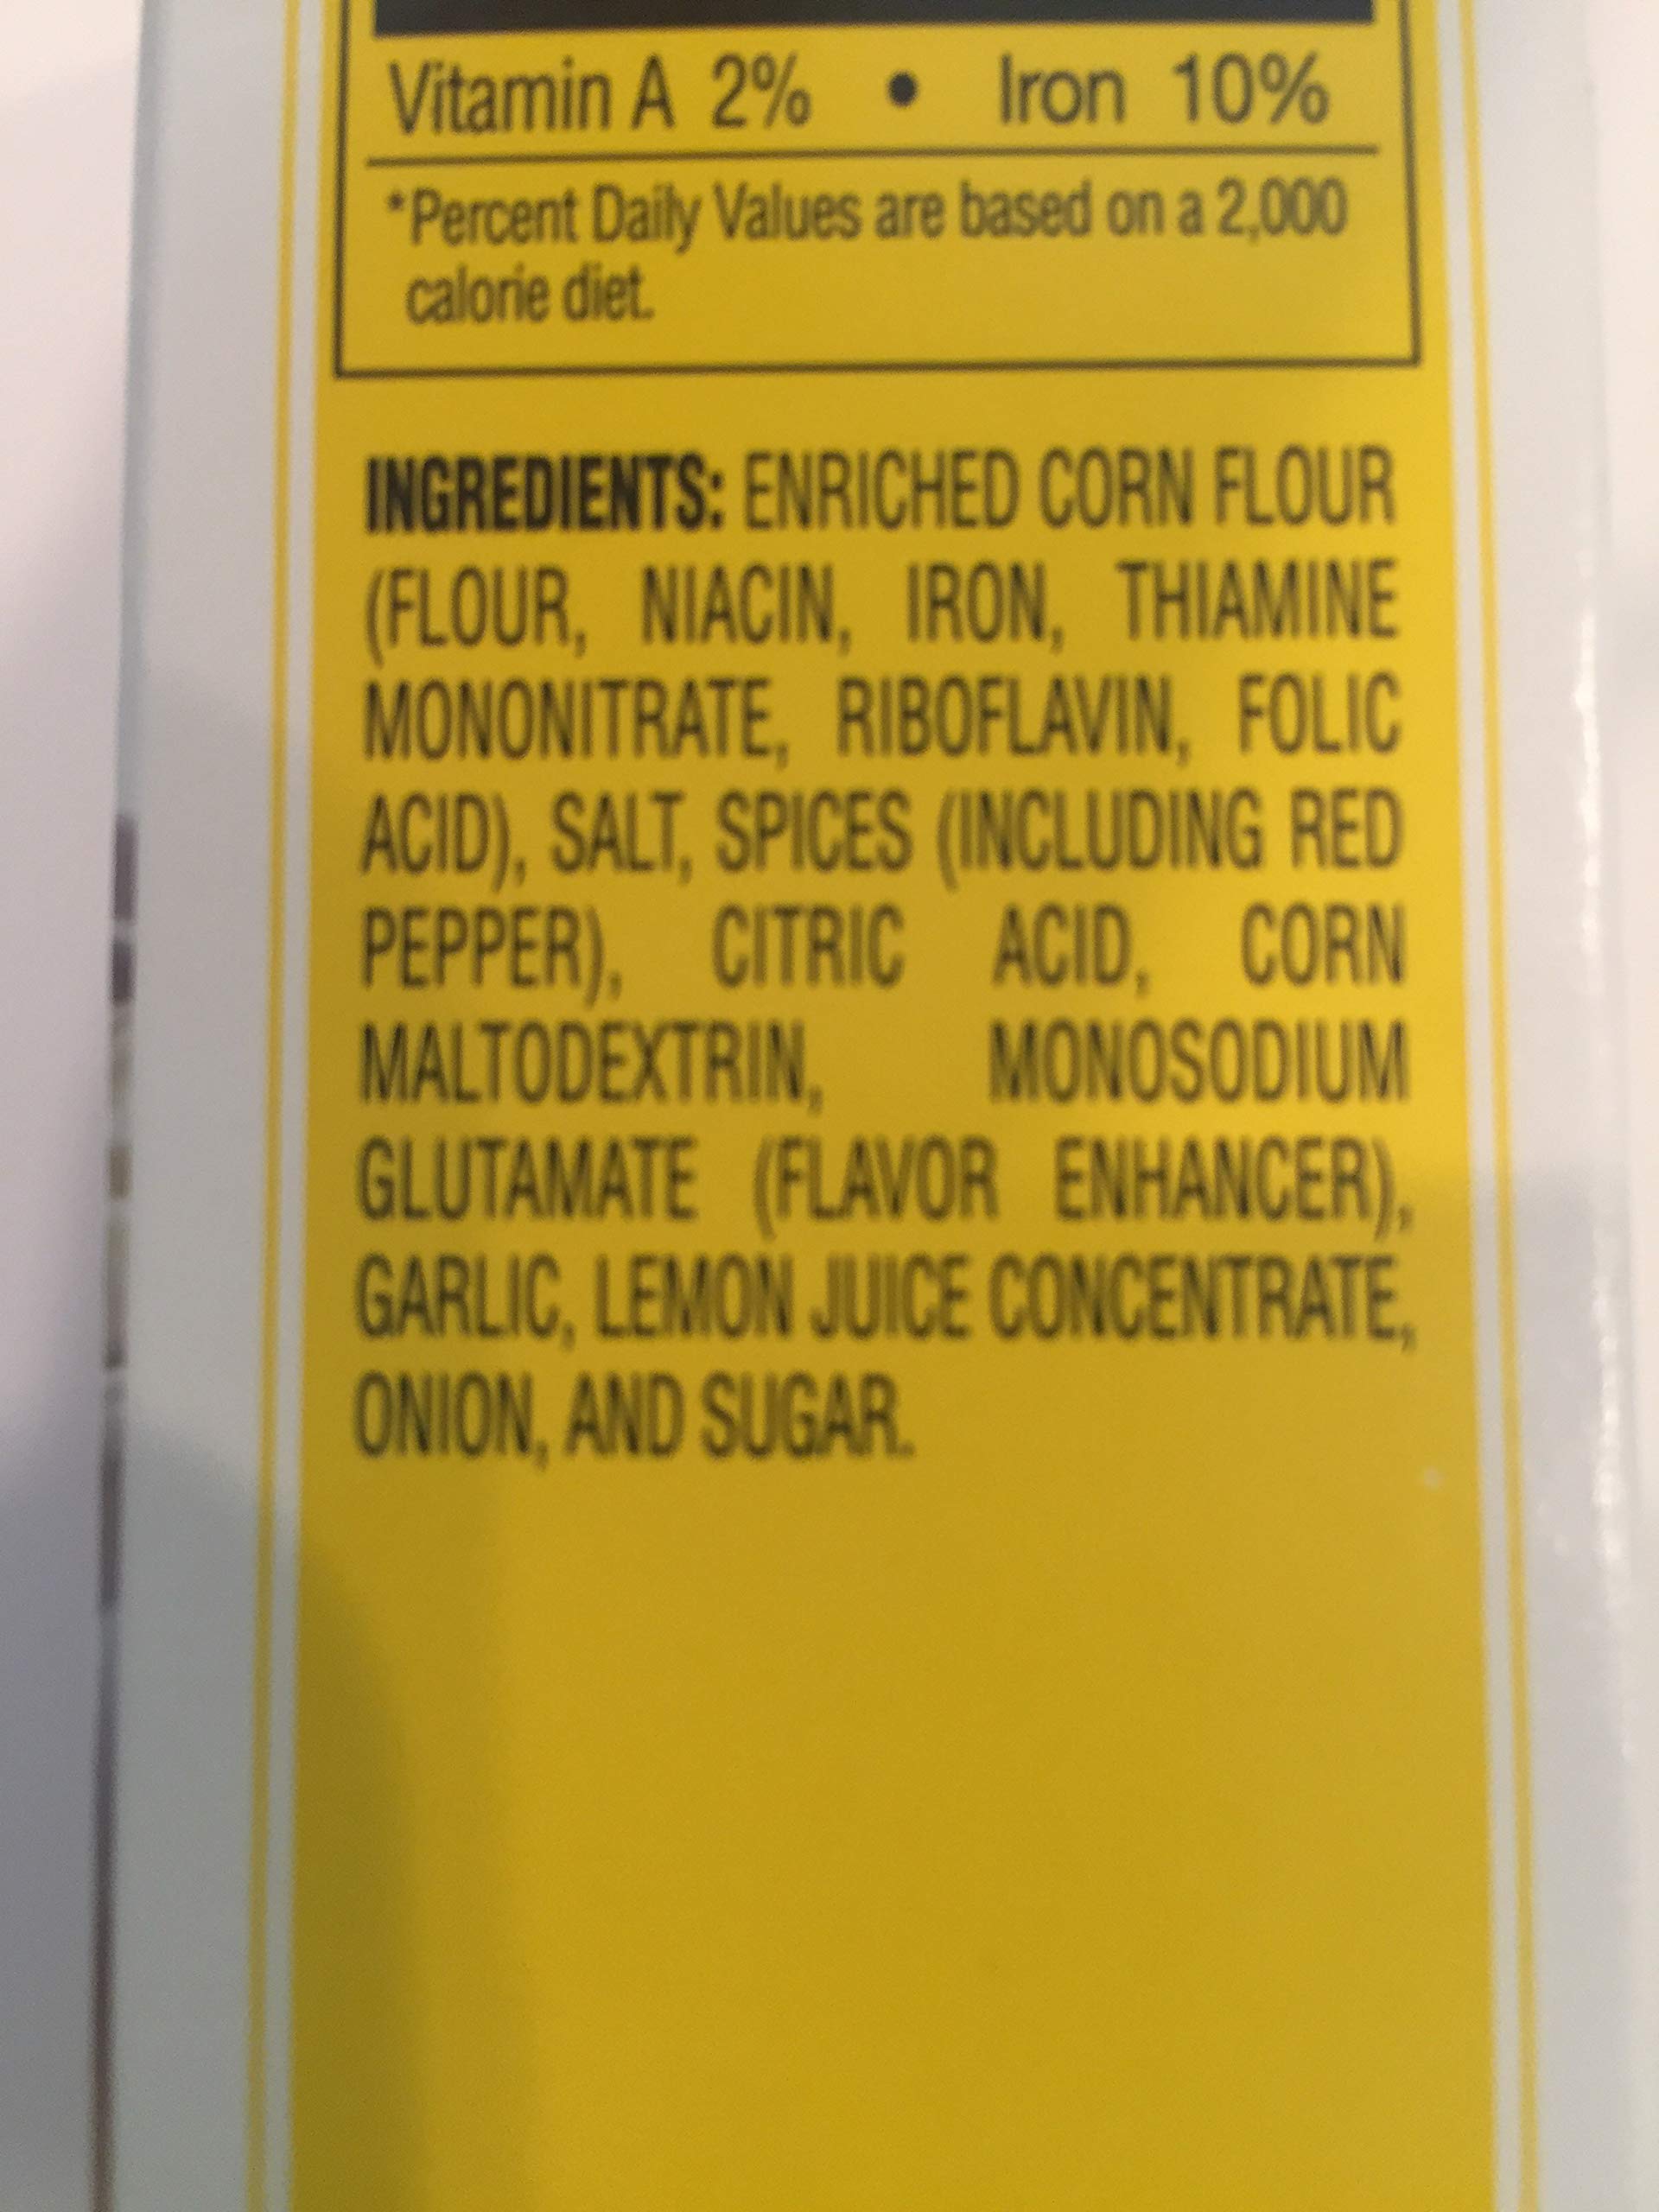 Vitamin A 2% • Iron 10%
*Percent Daily Values are based on a 2,000
calorie diet.
INGREDIENTS: ENRICHED CORN FLOUR
(FLOUR, NIACIN, IRON, THIAMINE
MONONITRATE, RIBOFLAVIN, FOLIC
ACID), SALT, SPICES (INCLUDING RED
PEPPER), CITRIC ACID, CORN
MALTODEXTRIN, MONOSODIUM
GLUTAMATE (FLAVOR ENHANCER),
GARLIC, LEMON JUICE CONCENTRATE,
ONION, AND SUGAR.